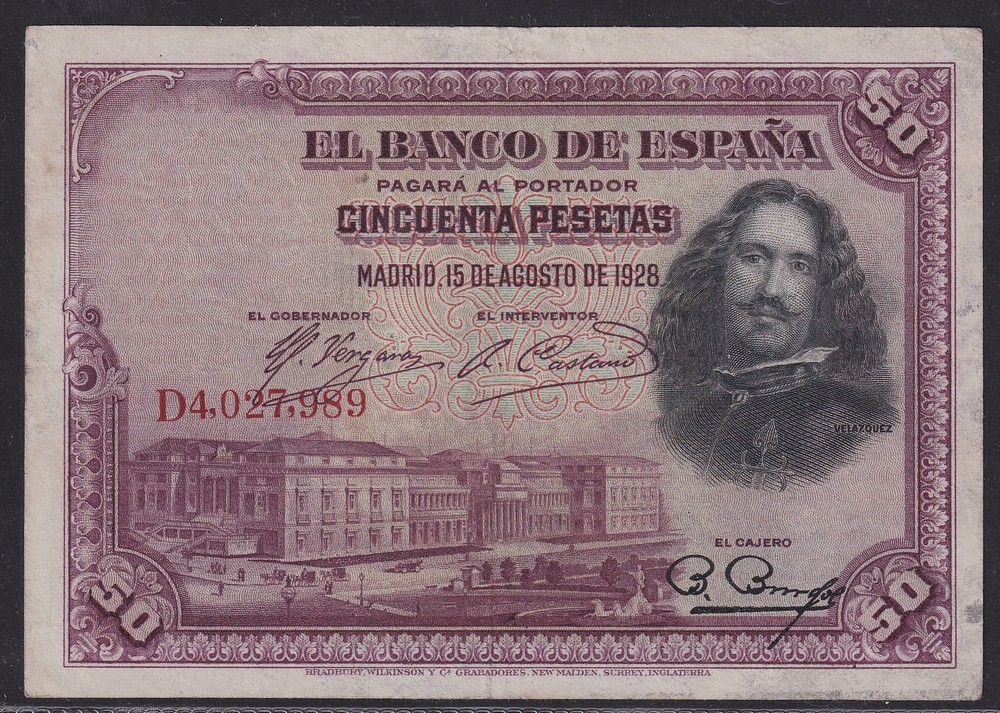 50
EL BANCO DE ESPAÑA
PAGARÁ AL PORTADOR
CINCUENTA PESETAS
MADRID, 15 DE AGOSTO DE 1928
EL GOBERNADOR EL INTERVENTOR
D4,027,989
VELAZQUEZ
EL CAJERO
50 50
BRADBURY, WILKINSON Y Cª GRABADORES, NEW MALDEN, SURREY, INGLATERRA